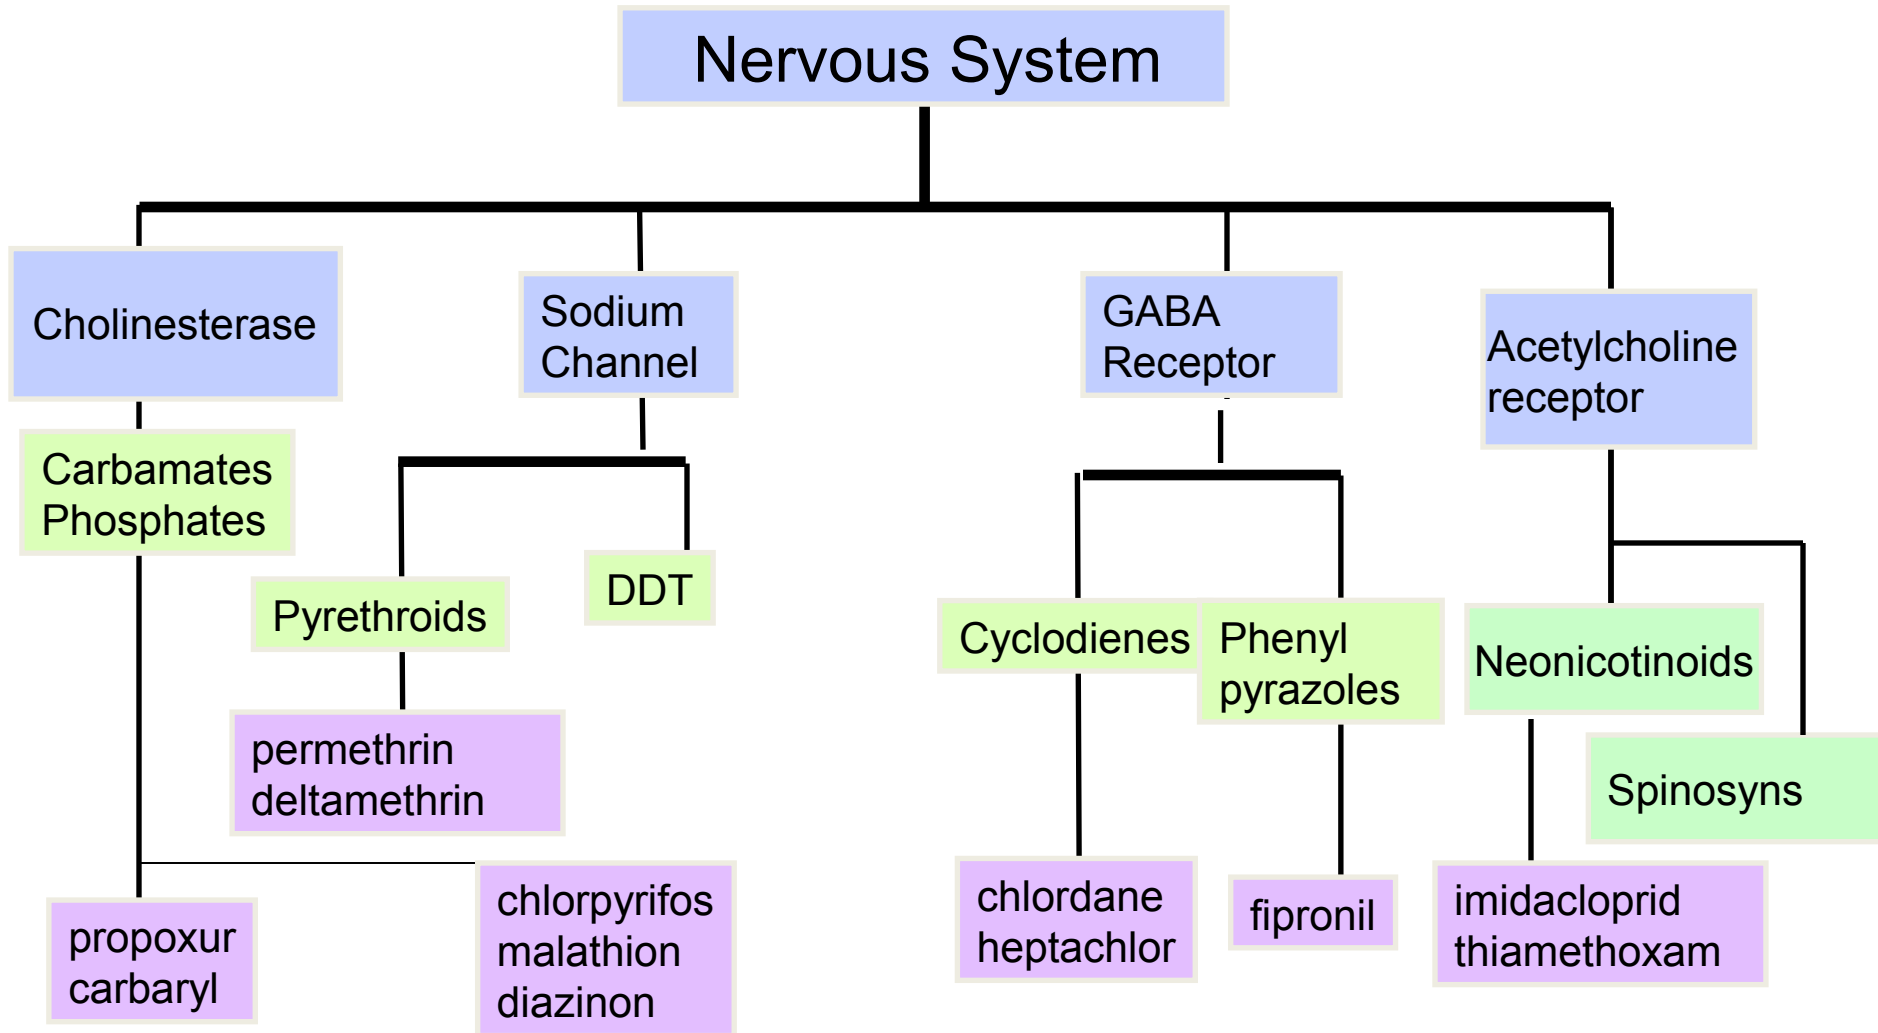 Nervous System
Cholinesterase
Sodium
Channel
GABA
Receptor
Acetylcholine
receptor
Carbamates
Phosphates
Pyrethroids
DDT
Cyclodienes
Phenyl
pyrazoles
Neonicotinoids
Spinosyns
permethrin
deltamethrin
propoxur
carbaryl
chlorpyrifos
malathion
diazinon
chlordane
heptachlor
fipronil
imidacloprid
thiamethoxam